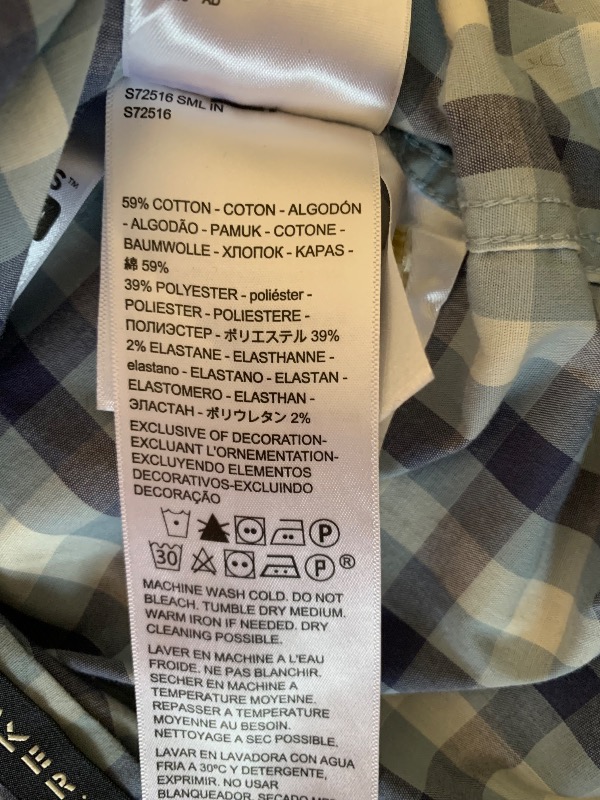 S72516 SML IN
S72516
59% COTTON - COTON - ALGODÓN
- ALGODÃO - PAMUK - COTONE -
BAUMWOLLE - ХЛОПОК - KAPAS -
綿 59%
39% POLYESTER - poliéster -
POLIESTER - POLIESTERE -
ПОЛИЭСТЕР - ポリエステル 39%
2% ELASTANE - ELASTHANNE -
elastano - ELASTANO - ELASTAN -
ELASTOMERO - ELASTHAN -
ЭЛАСТАН - ポリウレタン 2%
EXCLUSIVE OF DECORATION-
EXCLUANT L'ORNEMENTATION-
EXCLUYENDO ELEMENTOS
DECORATIVOS-EXCLUINDO
DECORAÇÃO
P
30 P ®
MACHINE WASH COLD. DO NOT
BLEACH. TUMBLE DRY MEDIUM.
WARM IRON IF NEEDED. DRY
CLEANING POSSIBLE.
LAVER EN MACHINE A L'EAU
FROIDE. NE PAS BLANCHIR.
SECHER EN MACHINE A
TEMPERATURE MOYENNE.
REPASSER A TEMPERATURE
MOYENNE AU BESOIN.
NETTOYAGE A SEC POSSIBLE.
LAVAR EN LAVADORA CON AGUA
FRIA A 30°C Y DETERGENTE,
EXPRIMIR. NO USAR
BLANQUEADOR. SECADO
KER